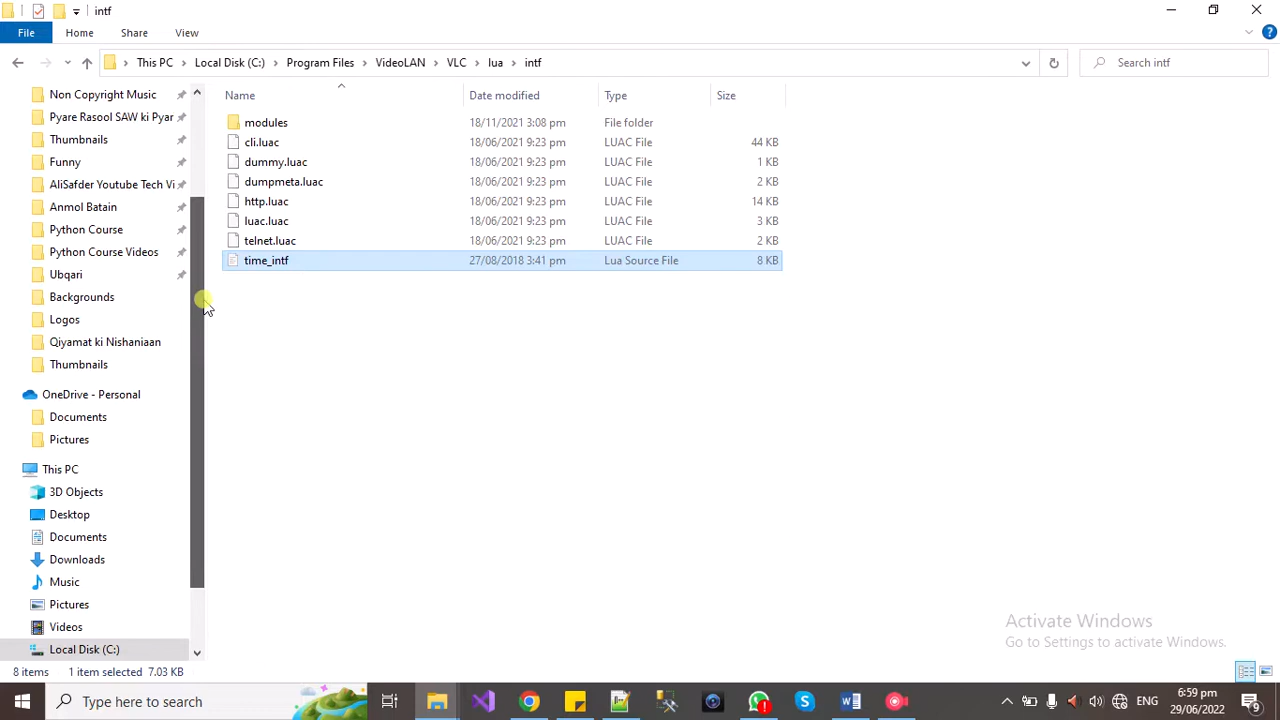 intf
File Home Share View
This PC Local Disk (C:) Program Files VideoLAN VLC lua intf Search intf
Name Date modified Type Size
modules 18/11/2021 3:08 pm File folder
cli.luac 18/06/2021 9:23 pm LUAC File 44 KB
dummy.luac 18/06/2021 9:23 pm LUAC File 1 KB
dumpmeta.luac 18/06/2021 9:23 pm LUAC File 2 KB
http.luac 18/06/2021 9:23 pm LUAC File 14 KB
luac.luac 18/06/2021 9:23 pm LUAC File 3 KB
telnet.luac 18/06/2021 9:23 pm LUAC File 2 KB
time_intf 27/08/2018 3:41 pm Lua Source File 8 KB
Non Copyright Music
Pyare Rasool SAW ki Pyar
Thumbnails
Funny
AliSafder Youtube Tech Vi
Anmol Batain
Python Course
Python Course Videos
Ubqari
Backgrounds
Logos
Qiyamat ki Nishaniaan
Thumbnails
OneDrive - Personal
Documents
Pictures
This PC
3D Objects
Desktop
Documents
Downloads
Music
Pictures
Videos
Local Disk (C:)
Activate Windows
Go to Settings to activate Windows.
8 items 1 item selected 7.03 KB
Type here to search
ENG
6:59 pm
29/06/2022
9